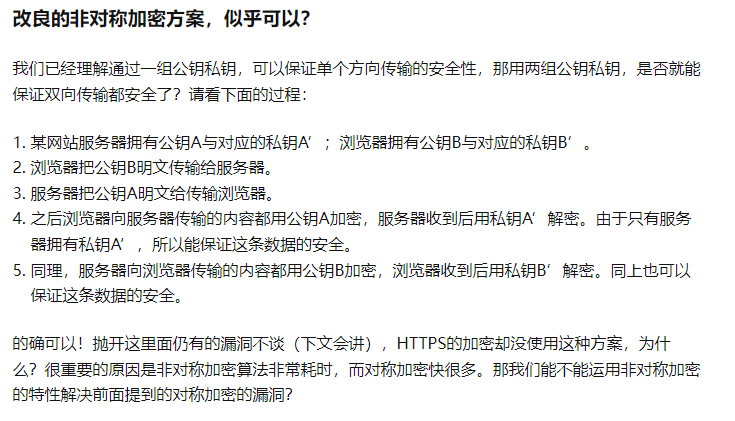 改良的非对称加密方案，似乎可以？
我们已经理解通过一组公钥私钥，可以保证单个方向传输的安全性，那用两组公钥私钥，是否就能
保证双向传输都安全了？请看下面的过程：
1. 某网站服务器拥有公钥A与对应的私钥A’；浏览器拥有公钥B与对应的私钥B’。
2. 浏览器把公钥B明文传输给服务器。
3. 服务器把公钥A明文给传输浏览器。
4. 之后浏览器向服务器传输的内容都用公钥A加密，服务器收到后用私钥A’解密。由于只有服务
器拥有私钥A’，所以能保证这条数据的安全。
5. 同理，服务器向浏览器传输的内容都用公钥B加密，浏览器收到后用私钥B’解密。同上也可以
保证这条数据的安全。
的确可以！抛开这里面仍有的漏洞不谈（下文会讲），HTTPS的加密却没使用这种方案，为什
么？很重要的原因是非对称加密算法非常耗时，而对称加密快很多。那我们能不能运用非对称加密
的特性解决前面提到的对称加密的漏洞？